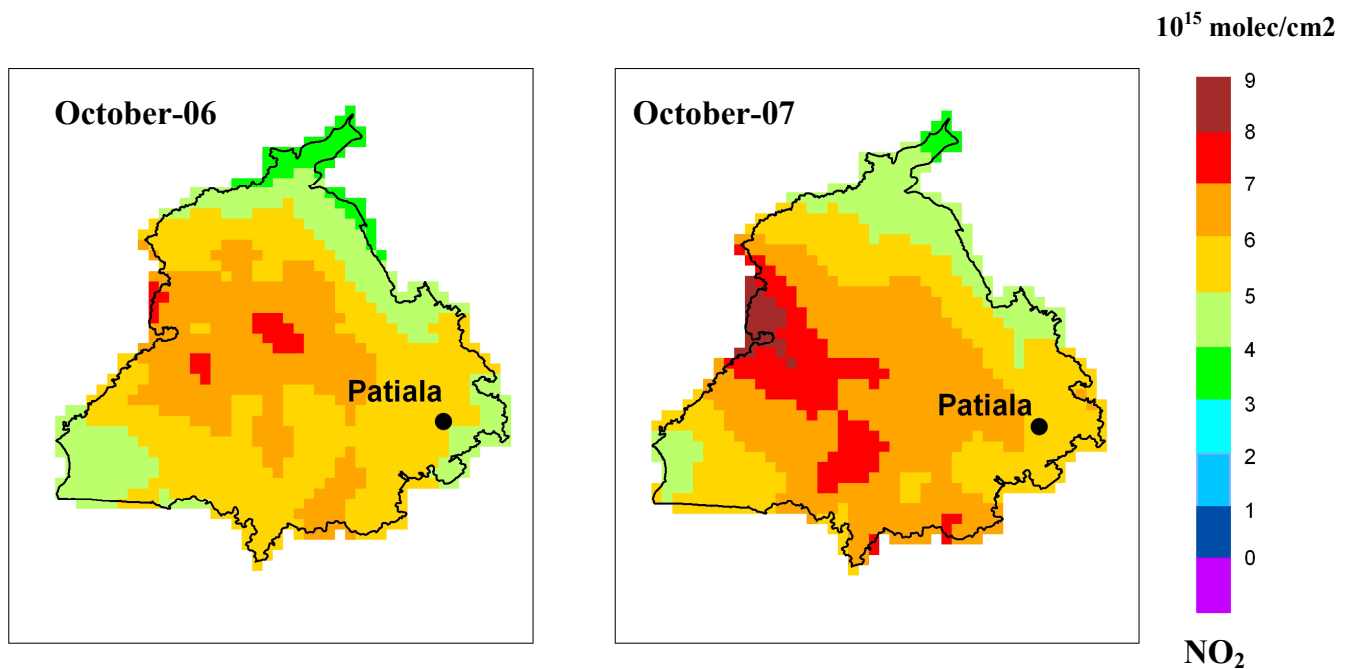 10¹⁵ molec/cm2
October-06
October-07
Patiala
Patiala
9
8
7
6
5
4
3
2
1
0
NO₂